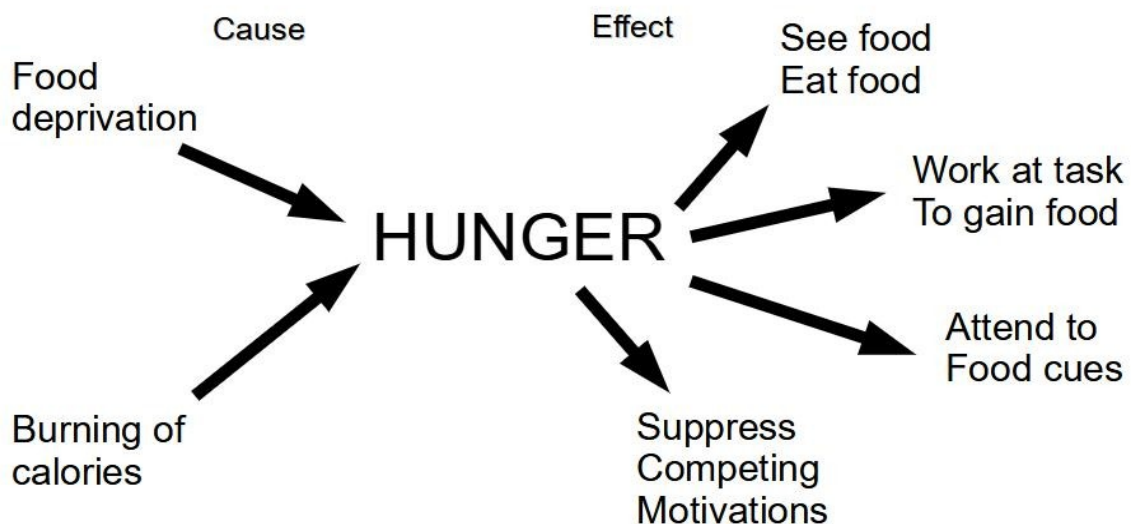 Cause
Effect
Food
deprivation
See food
Eat food
Work at task
To gain food
HUNGER
Attend to
Food cues
Burning of
calories
Suppress
Competing
Motivations